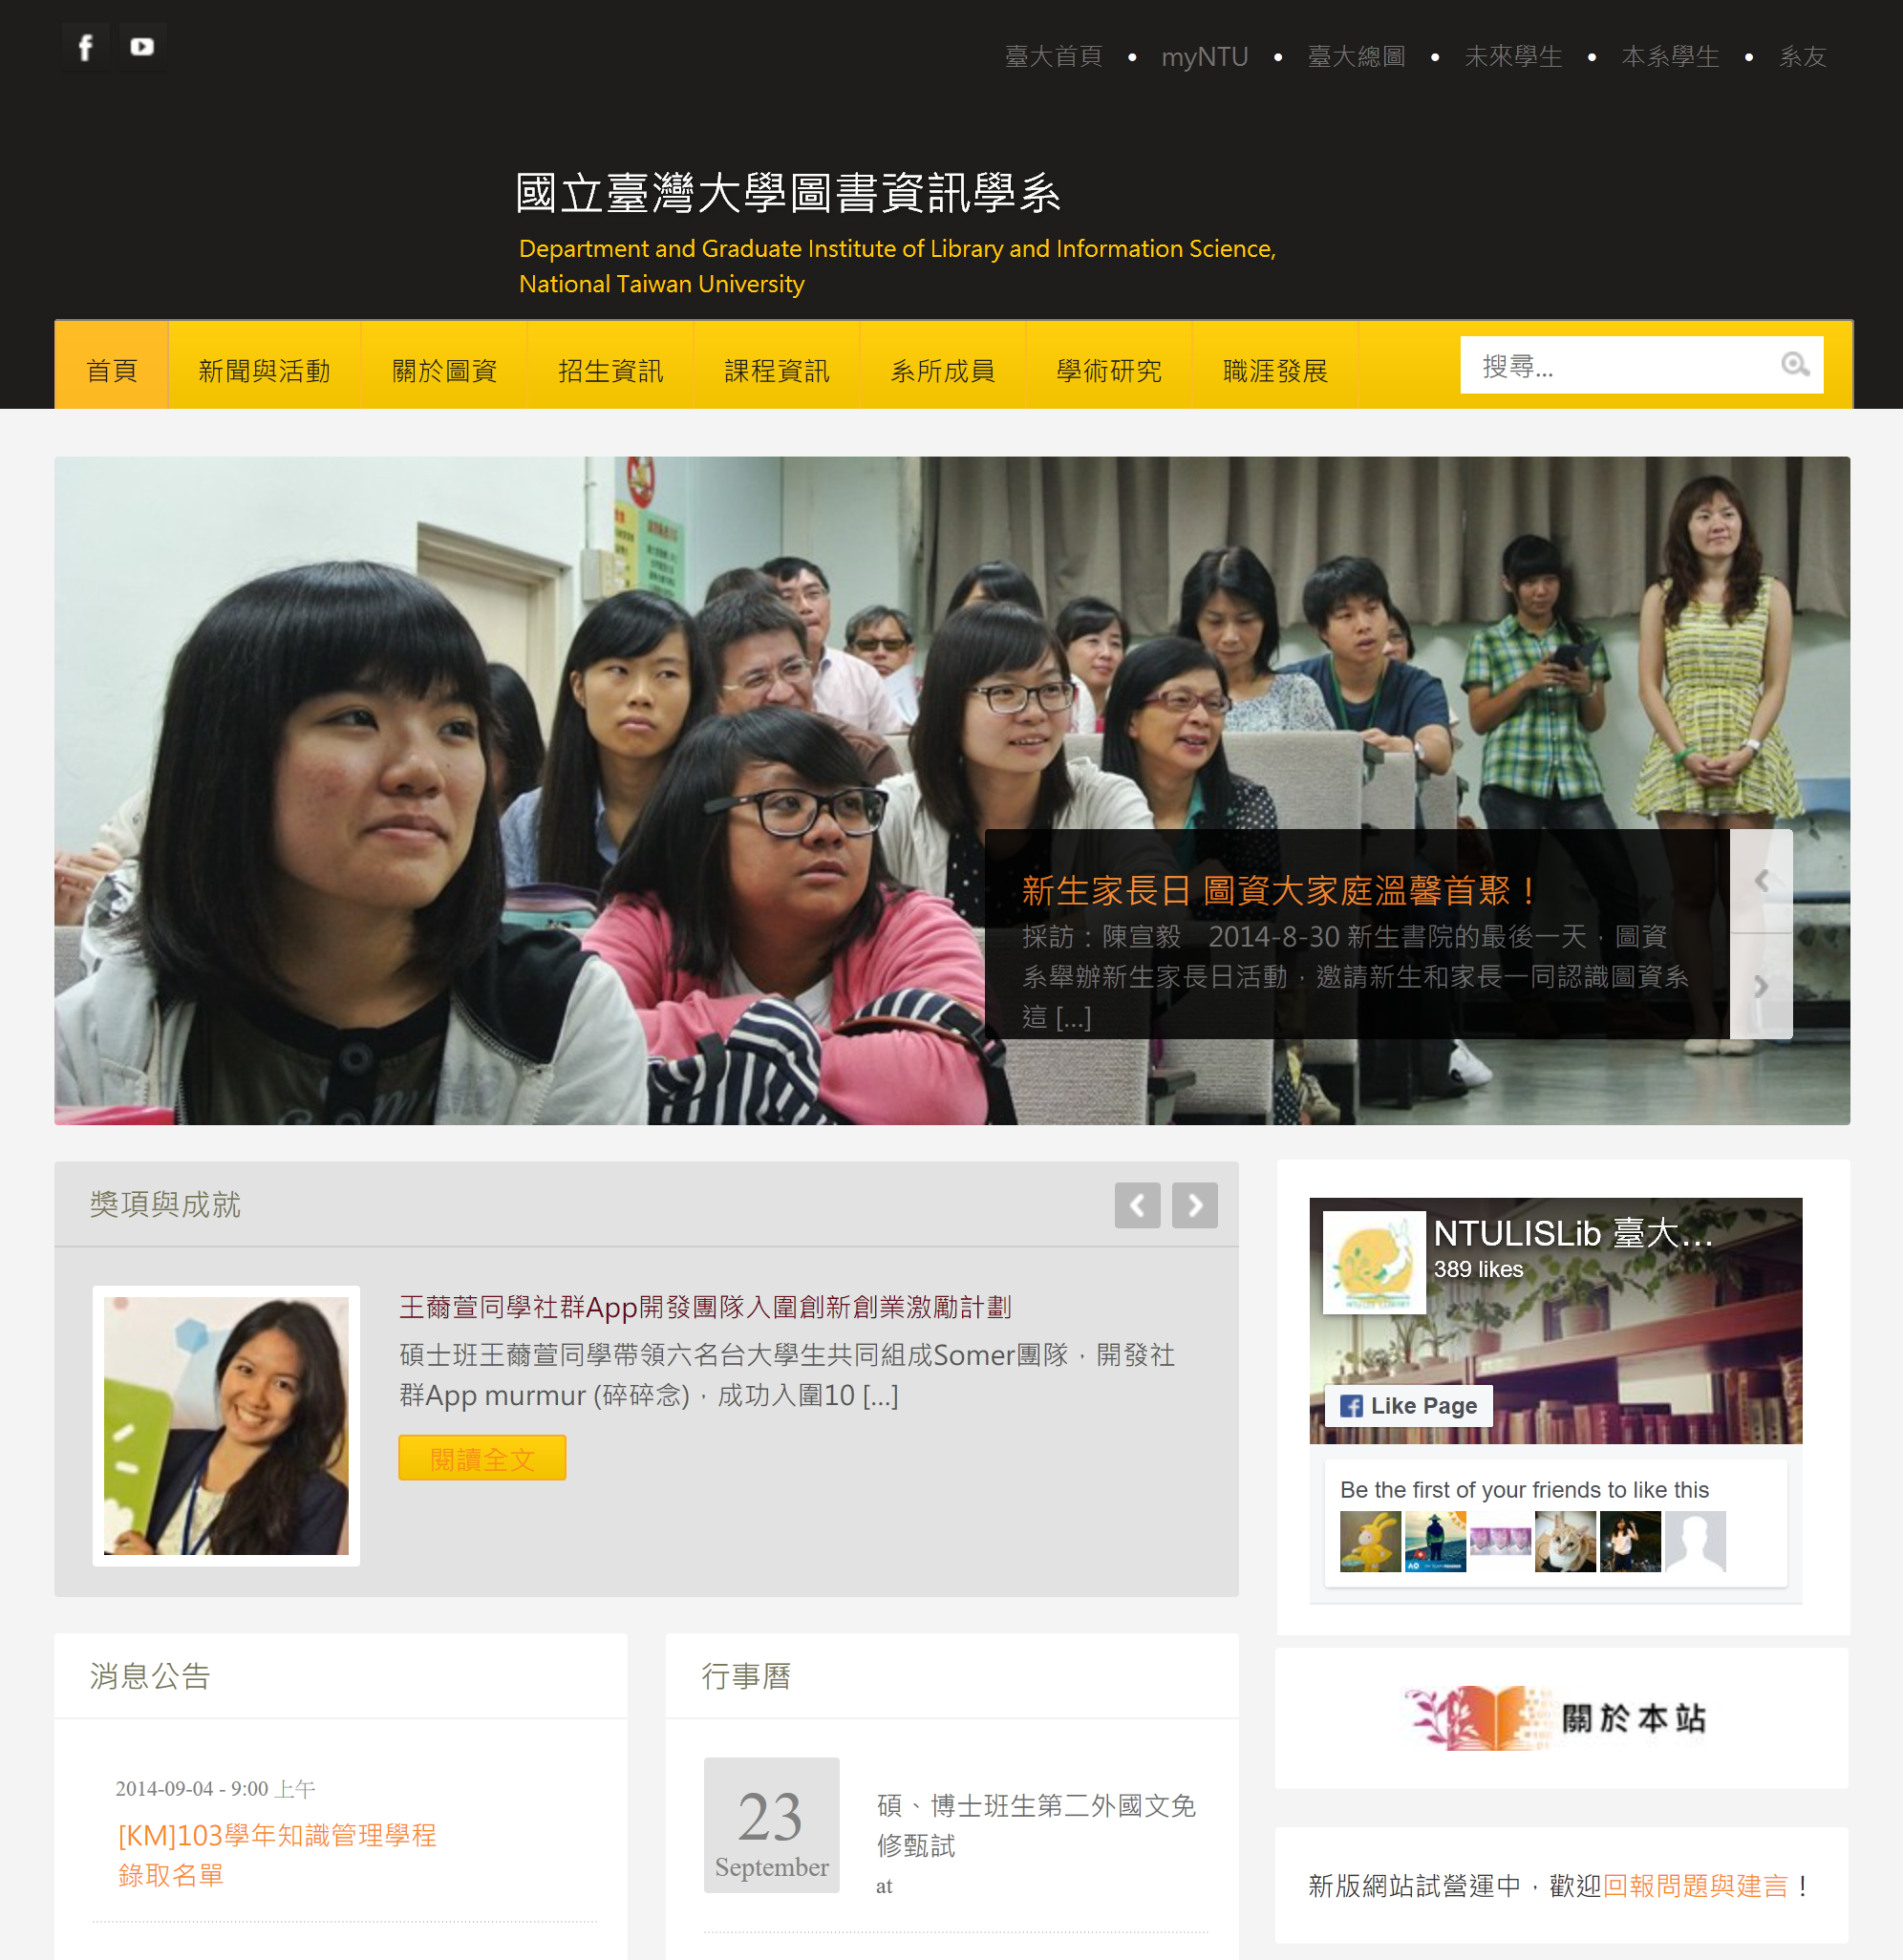 臺大首頁 • myNTU • 臺大總圖 • 未來學生 • 本系學生 • 系友
國立臺灣大學圖書資訊學系
Department and Graduate Institute of Library and Information Science,
National Taiwan University
首頁 新聞與活動 關於圖資 招生資訊 課程資訊 系所成員 學術研究 職涯發展 搜尋...
新生家長日 圖資大家庭溫馨首聚！
採訪：陳宣毅　2014-8-30 新生書院的最後一天，圖資
系舉辦新生家長日活動，邀請新生和家長一同認識圖資系
這 [...]
獎項與成就
王薾萱同學社群App開發團隊入圍創新創業激勵計劃
碩士班王薾萱同學帶領六名台大學生共同組成Somer團隊，開發社
群App murmur (碎碎念)，成功入圍10 [...]
閱讀全文
NTULISLib 臺大...
389 likes
Like Page
Be the first of your friends to like this
消息公告
2014-09-04 - 9:00 上午
[KM]103學年知識管理學程
錄取名單
行事曆
23
September
碩、博士班生第二外國文免
修甄試
at
關於本站
新版網站試營運中，歡迎回報問題與建言！